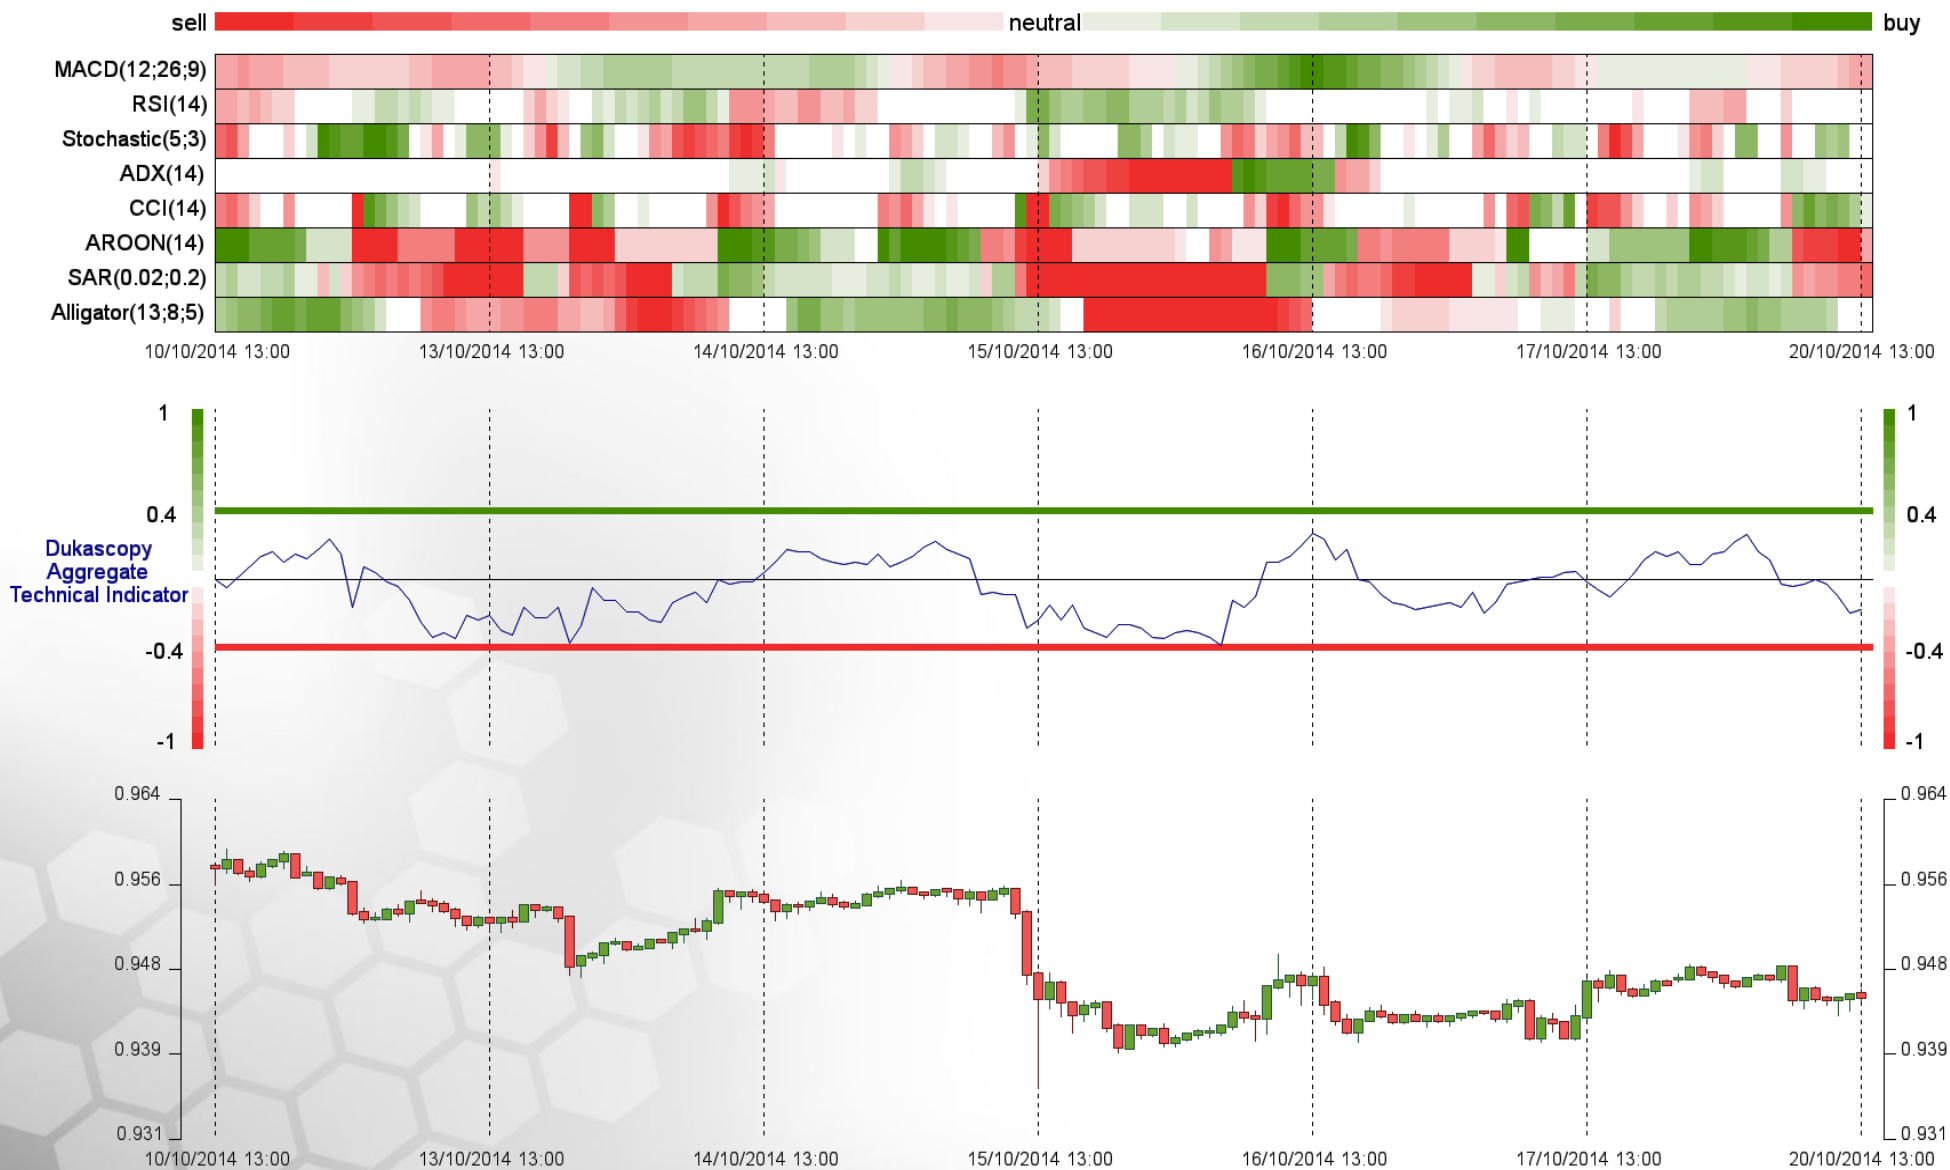 sell neutral buy
MACD(12;26;9)
RSI(14)
Stochastic(5;3)
ADX(14)
CCI(14)
AROON(14)
SAR(0.02;0.2)
Alligator(13;8;5)
10/10/2014 13:00 13/10/2014 13:00 14/10/2014 13:00 15/10/2014 13:00 16/10/2014 13:00 17/10/2014 13:00 20/10/2014 13:00
1 1
0.4 0.4
Dukascopy
Aggregate
Technical Indicator
-0.4 -0.4
-1 -1
0.964 0.964
0.956 0.956
0.948 0.948
0.939 0.939
0.931 0.931
10/10/2014 13:00 13/10/2014 13:00 14/10/2014 13:00 15/10/2014 13:00 16/10/2014 13:00 17/10/2014 13:00 20/10/2014 13:00